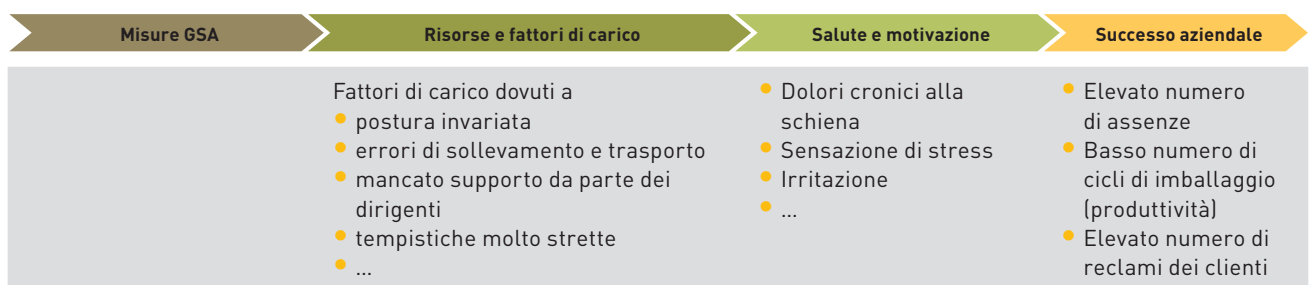 Misure GSA
Risorse e fattori di carico
Salute e motivazione
Successo aziendale
Fattori di carico dovuti a
• postura invariata
• errori di sollevamento e trasporto
• mancato supporto da parte dei
dirigenti
• tempistiche molto strette
• ...
• Dolori cronici alla
schiena
• Sensazione di stress
• Irritazione
• ...
• Elevato numero
di assenze
• Basso numero di
cicli di imballaggio
(produttività)
• Elevato numero di
reclami dei clienti